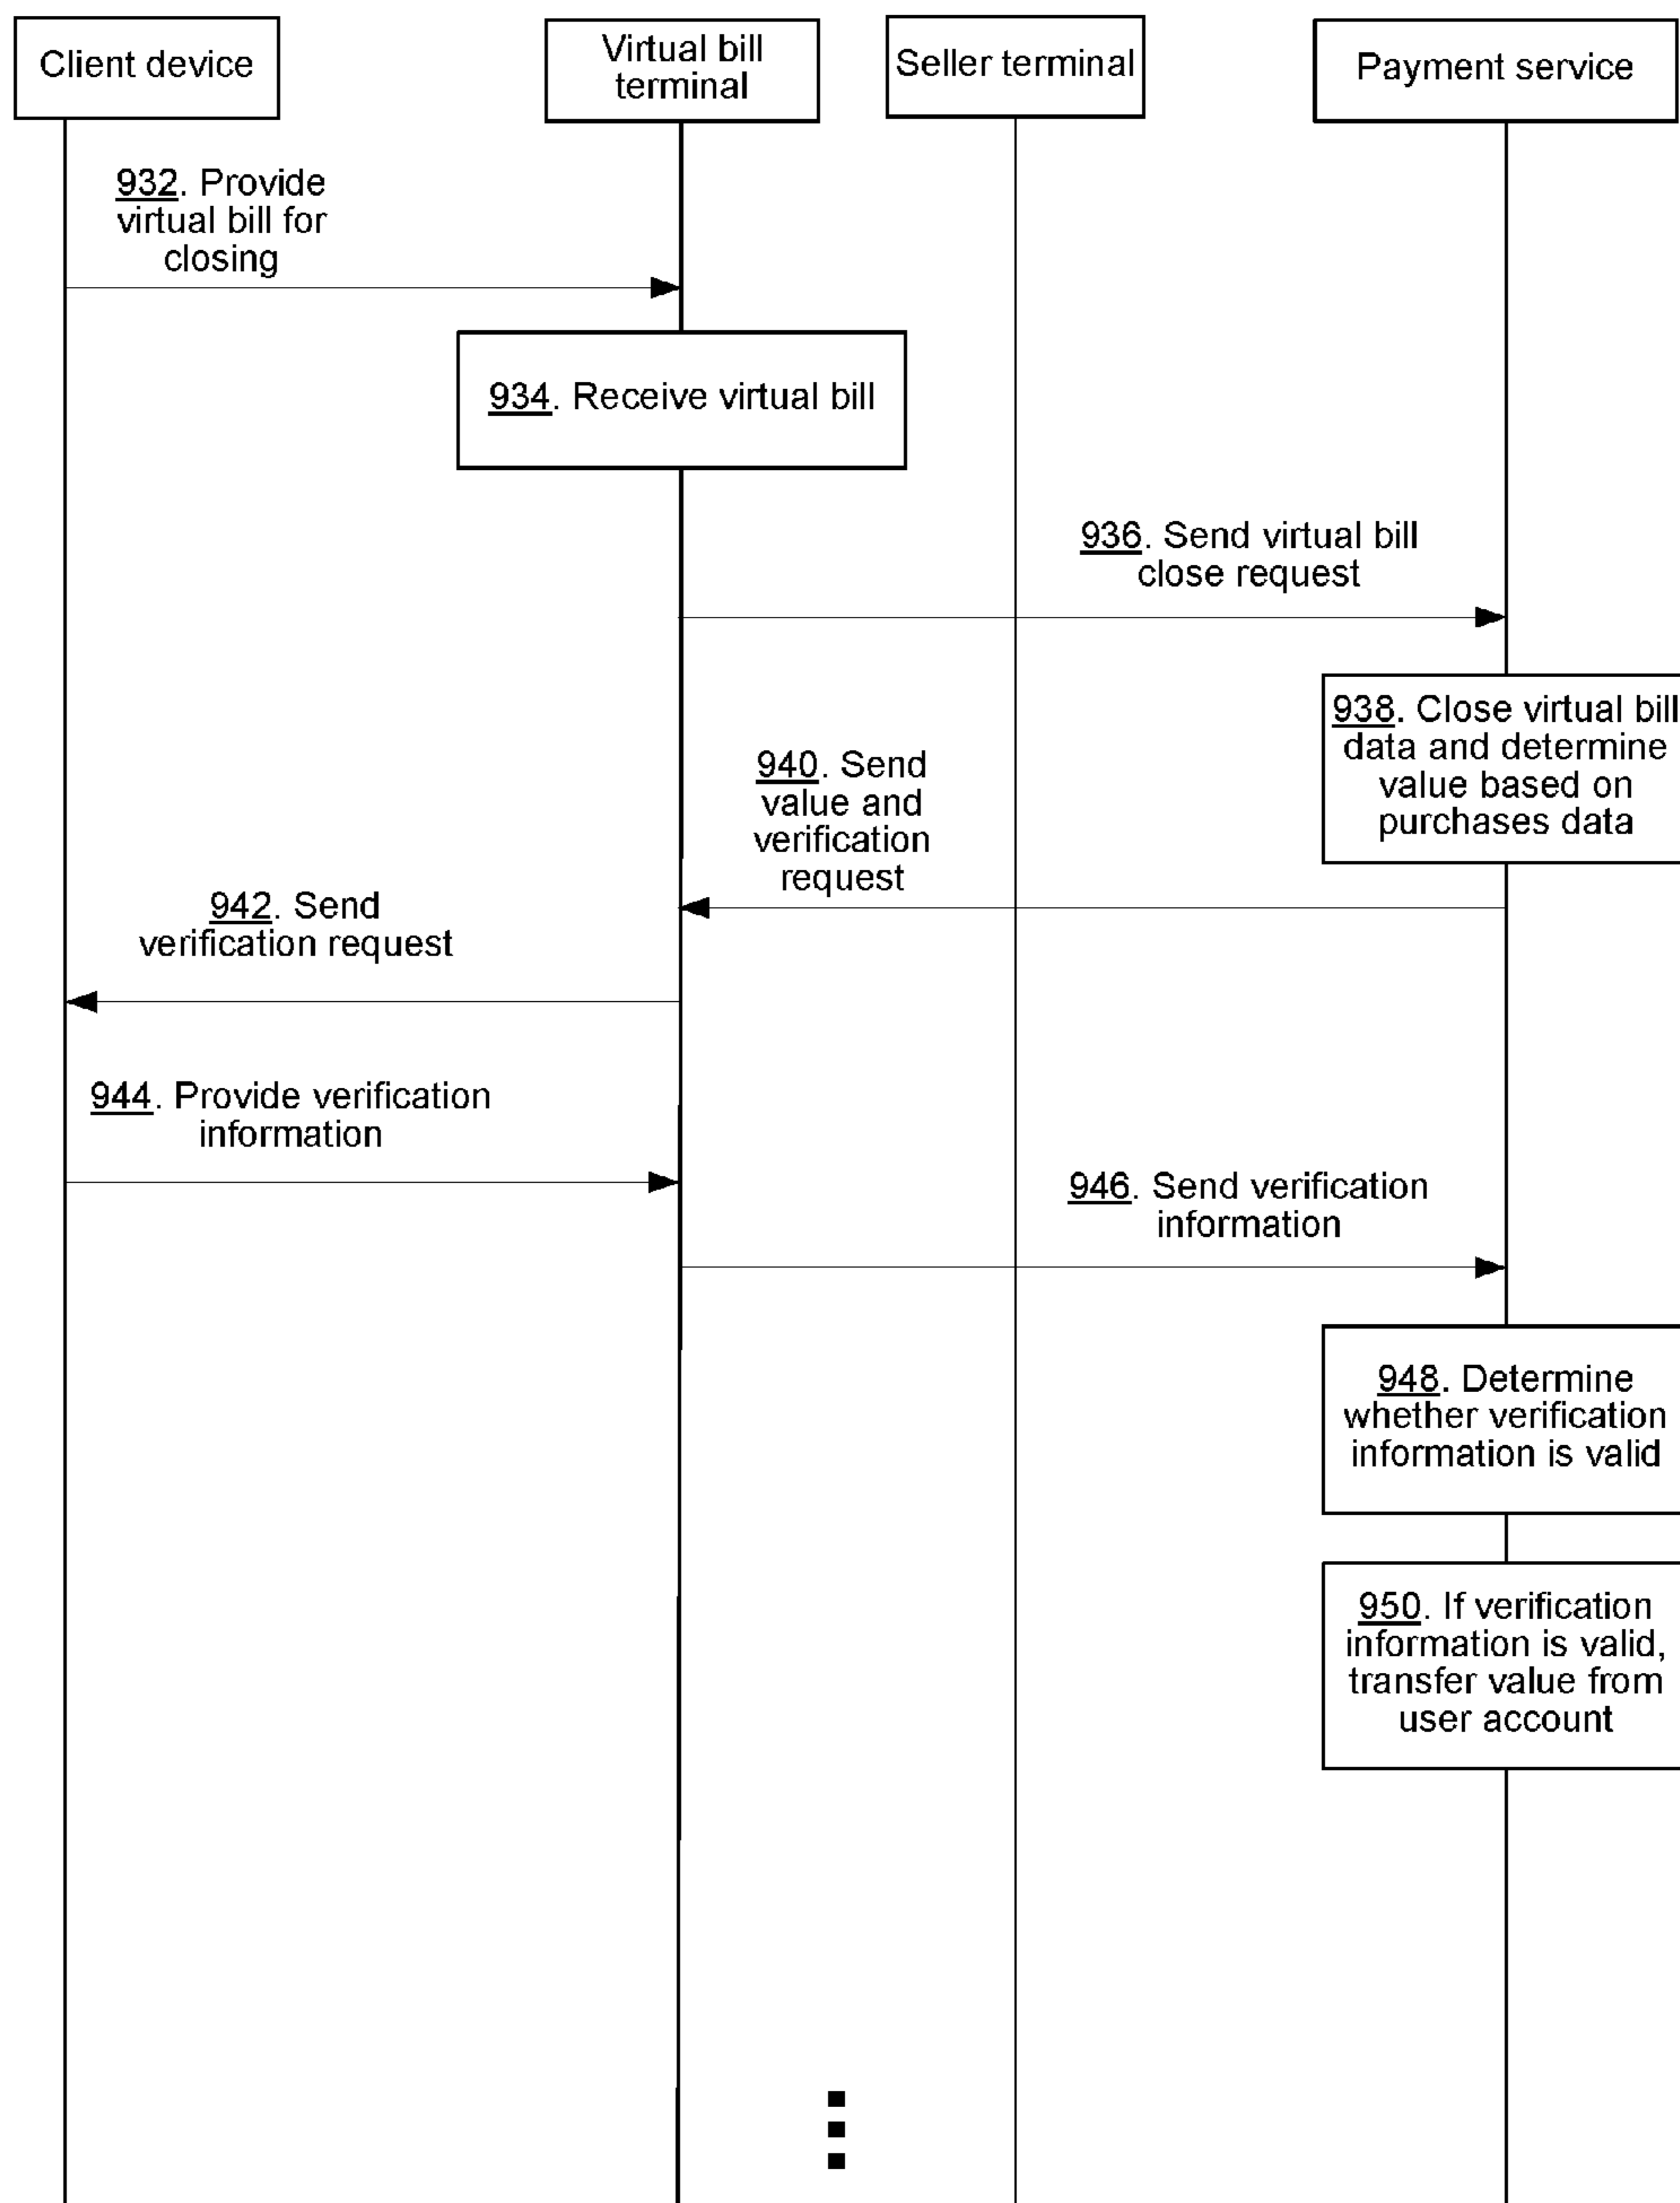 Client device
Virtual bill
terminal
Seller terminal
Payment service
932. Provide
virtual bill for
closing
934. Receive virtual bill
936. Send virtual bill
close request
938. Close virtual bill
data and determine
value based on
purchases data
940. Send
value and
verification
request
942. Send
verification request
944. Provide verification
information
946. Send verification
information
948. Determine
whether verification
information is valid
950. If verification
information is valid,
transfer value from
user account